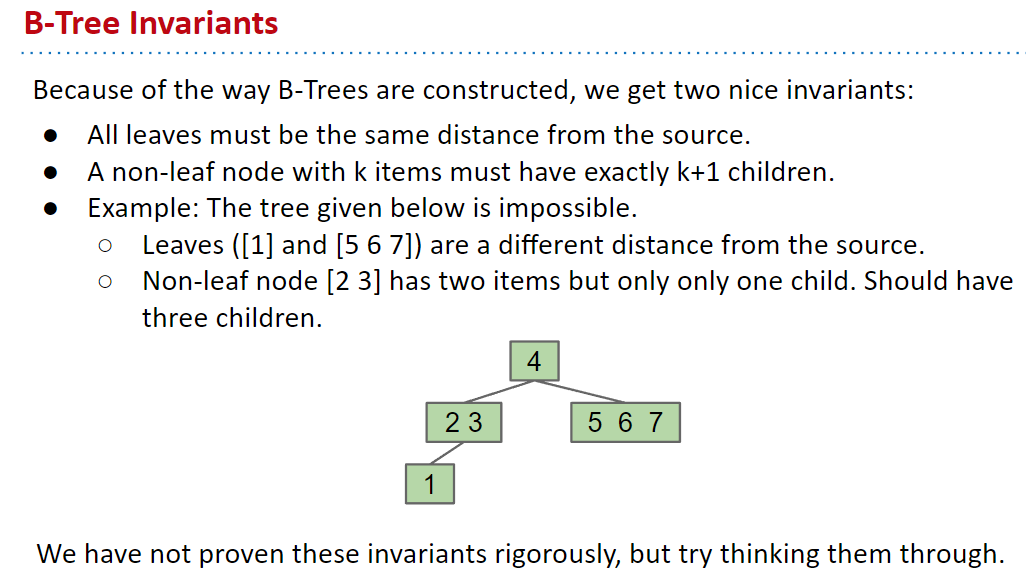 B-Tree Invariants
Because of the way B-Trees are constructed, we get two nice invariants:
● All leaves must be the same distance from the source.
● A non-leaf node with k items must have exactly k+1 children.
● Example: The tree given below is impossible.
○ Leaves ([1] and [5 6 7]) are a different distance from the source.
○ Non-leaf node [2 3] has two items but only only one child. Should have
three children.
4
2 3
5 6 7
1
We have not proven these invariants rigorously, but try thinking them through.